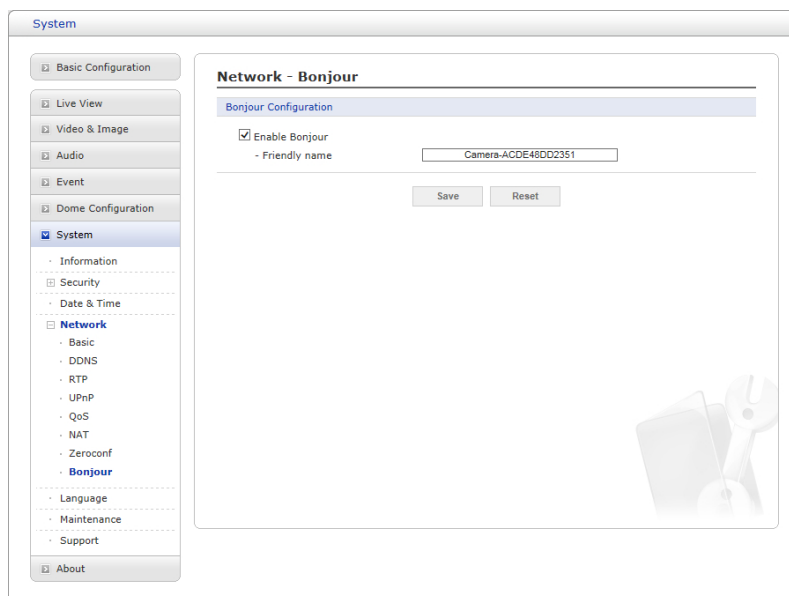 System
Basic Configuration
Live View
Video & Image
Audio
Event
Dome Configuration
System
Information
Security
Date & Time
Network
Basic
DDNS
RTP
UPnP
QoS
NAT
Zeroconf
Bonjour
Language
Maintenance
Support
About
Network - Bonjour
Bonjour Configuration
Enable Bonjour
- Friendly name Camera-ACDE48DD2351
Save Reset